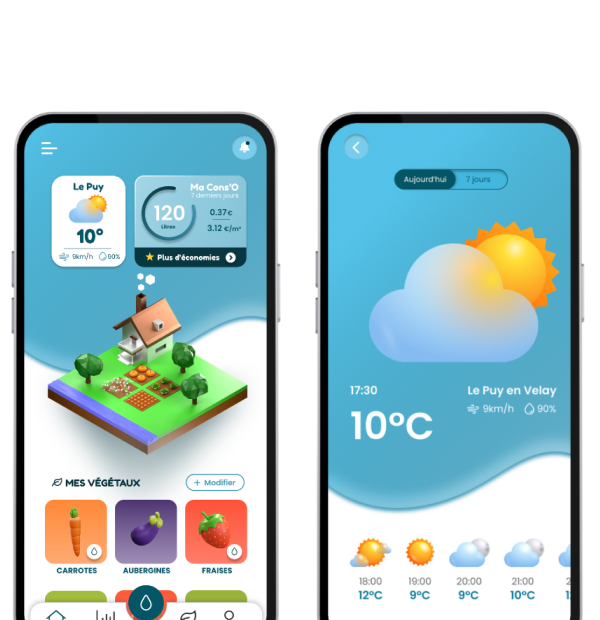 Le Puy
10°
9km/h 90%
Ma Cons'O
7 derniers jours
120
Litres
0.37€
3.12 €/m³
Plus d'économies
MES VÉGÉTAUX
+ Modifier
CARROTES
AUBERGINES
FRAISES
Aujourd'hui
7 jours
17:30
10°C
Le Puy en Velay
9km/h 90%
18:00
12°C
19:00
9°C
20:00
9°C
21:00
10°C